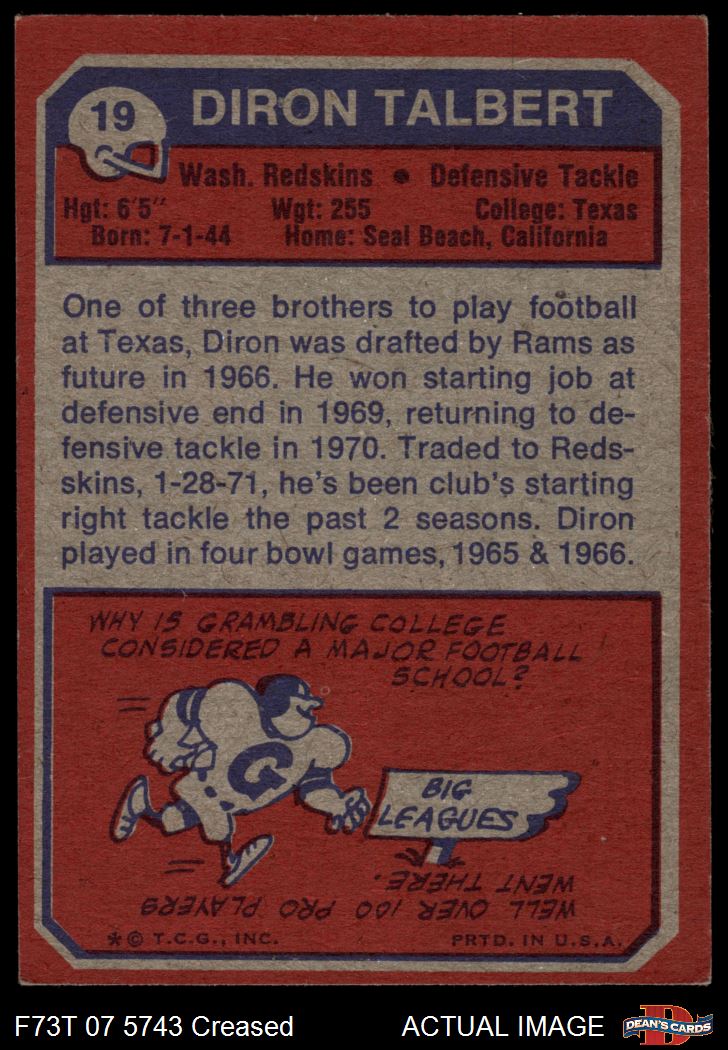 19
DIRON TALBERT
Wash. Redskins • Defensive Tackle
Hgt: 6'5" Wgt: 255 College: Texas
Born: 7-1-44 Home: Seal Beach, California
One of three brothers to play football
at Texas, Diron was drafted by Rams as
future in 1966. He won starting job at
defensive end in 1969, returning to de-
fensive tackle in 1970. Traded to Reds-
skins, 1-28-71, he's been club's starting
right tackle the past 2 seasons. Diron
played in four bowl games, 1965 & 1966.
WHY IS GRAMBLING COLLEGE
CONSIDERED A MAJOR FOOTBALL
SCHOOL?
G
BIG
LEAGUES
WELL OVER 100 PRO PLAYERS
WENT THERE.
* © T.C.G., INC. PRTD. IN U.S.A.
F73T 07 5743 Creased ACTUAL IMAGE
D
DEAN'S CARDS